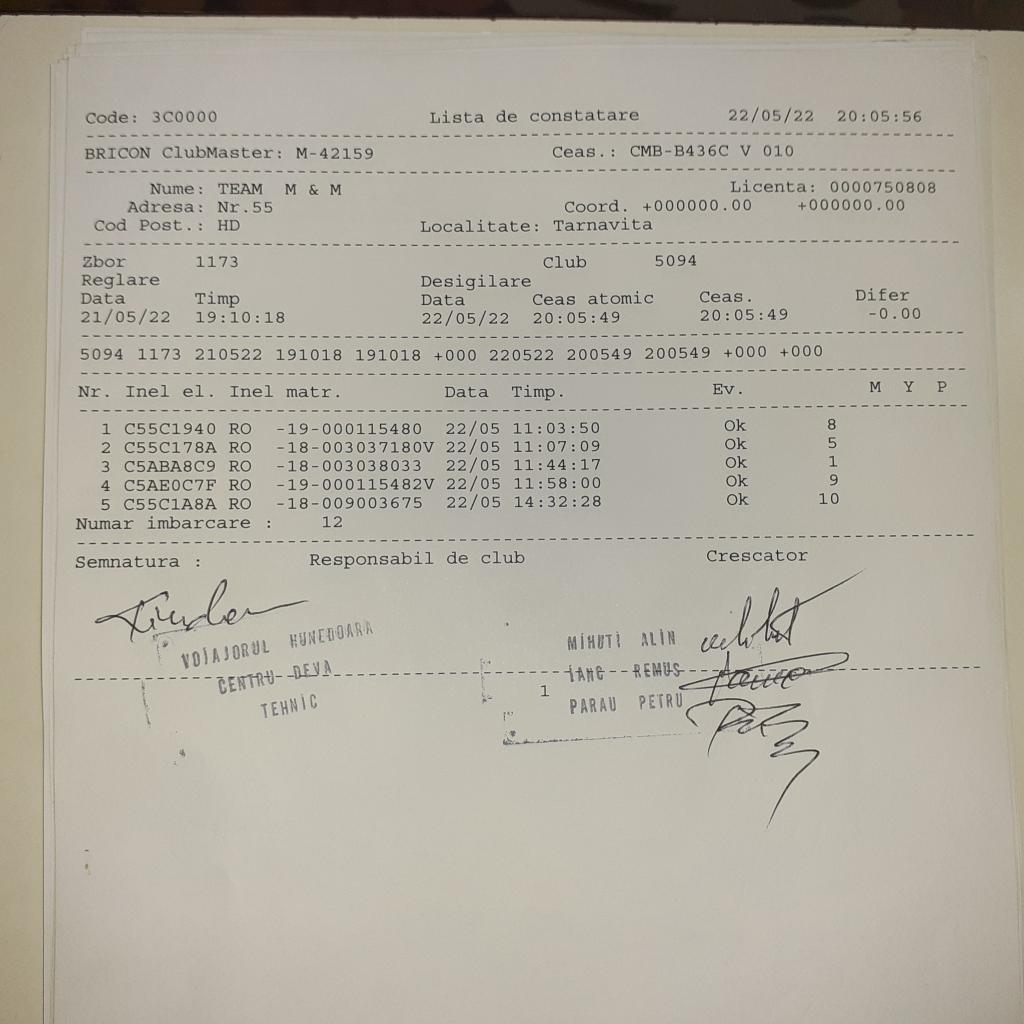 Code: 3C0000 Lista de constatare 22/05/22 20:05:56
BRICON ClubMaster: M-42159 Ceas.: CMB-B436C V 010
Nume: TEAM M & M Licenta: 0000750808
Adresa: Nr.55 Coord. +000000.00 +000000.00
Cod Post.: HD Localitate: Tarnavita
Zbor 1173 Club 5094
Reglare Desigilare
Data Timp Data Ceas atomic Ceas. Difer
21/05/22 19:10:18 22/05/22 20:05:49 20:05:49 -0.00
5094 1173 210522 191018 191018 +000 220522 200549 200549 +000 +000
Nr. Inel el. Inel matr. Data Timp. Ev. M Y P
1 C55C1940 RO -19-000115480 22/05 11:03:50 Ok 8
2 C55C178A RO -18-003037180V 22/05 11:07:09 Ok 5
3 C5ABA8C9 RO -18-003038033 22/05 11:44:17 Ok 1
4 C5AE0C7F RO -19-000115482V 22/05 11:58:00 Ok 9
5 C55C1A8A RO -18-009003675 22/05 14:32:28 Ok 10
Numar imbarcare : 12
Semnatura : Responsabil de club Crescator
VOIAJORUL HUNEDOARA
CENTRU DEVA
TEHNIC
MIHUTI ALIN
IANC REMUS
1
PARAU PETRU